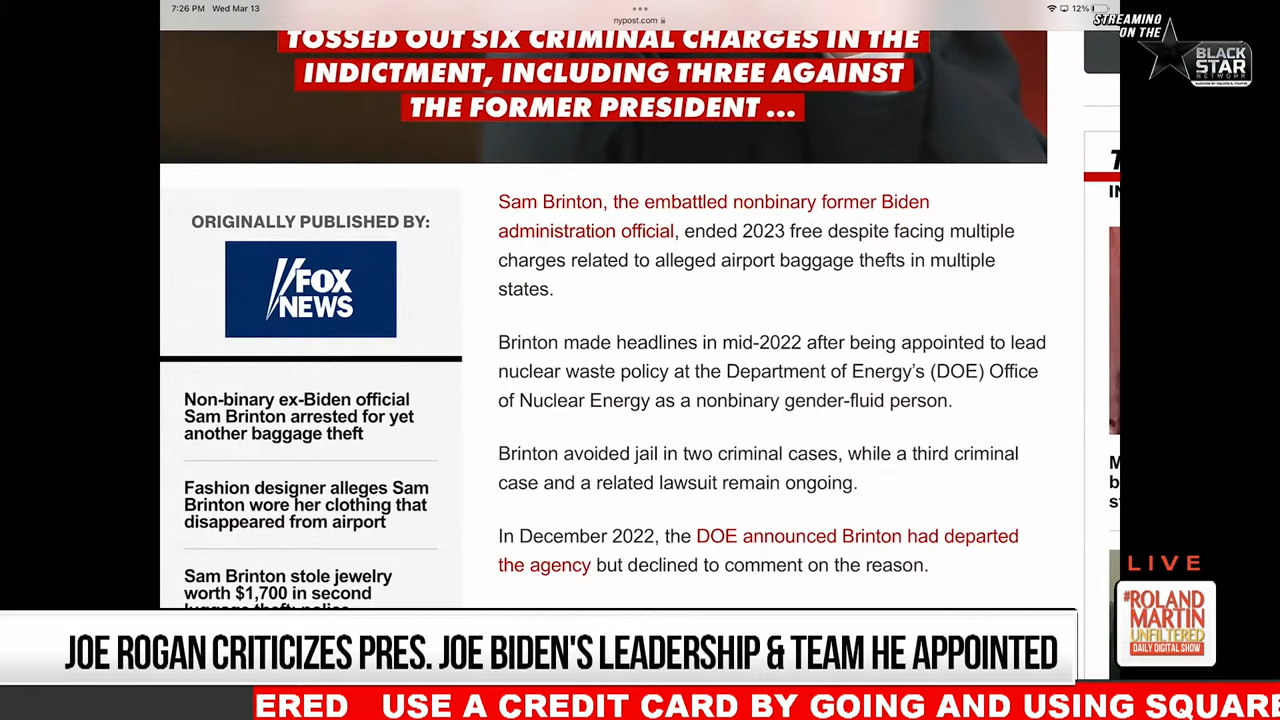 7:26 PM Wed Mar 13
nypost.com
12%
STREAMING
ON THE
BLACK
STAR
NETWORK
TOSSED OUT SIX CRIMINAL CHARGES IN THE
INDICTMENT, INCLUDING THREE AGAINST
THE FORMER PRESIDENT ...
ORIGINALLY PUBLISHED BY:
FOX
NEWS
Non-binary ex-Biden official
Sam Brinton arrested for yet
another baggage theft
Fashion designer alleges Sam
Brinton wore her clothing that
disappeared from airport
Sam Brinton stole jewelry
worth $1,700 in second
luggage theft: police
Sam Brinton, the embattled nonbinary former Biden
administration official, ended 2023 free despite facing multiple
charges related to alleged airport baggage thefts in multiple
states.
Brinton made headlines in mid-2022 after being appointed to lead
nuclear waste policy at the Department of Energy's (DOE) Office
of Nuclear Energy as a nonbinary gender-fluid person.
Brinton avoided jail in two criminal cases, while a third criminal
case and a related lawsuit remain ongoing.
In December 2022, the DOE announced Brinton had departed
the agency but declined to comment on the reason.
LIVE
#ROLAND
MARTIN
UNFILTERED
DAILY DIGITAL SHOW
JOE ROGAN CRITICIZES PRES. JOE BIDEN'S LEADERSHIP & TEAM HE APPOINTED
ERED USE A CREDIT CARD BY GOING AND USING SQUAR